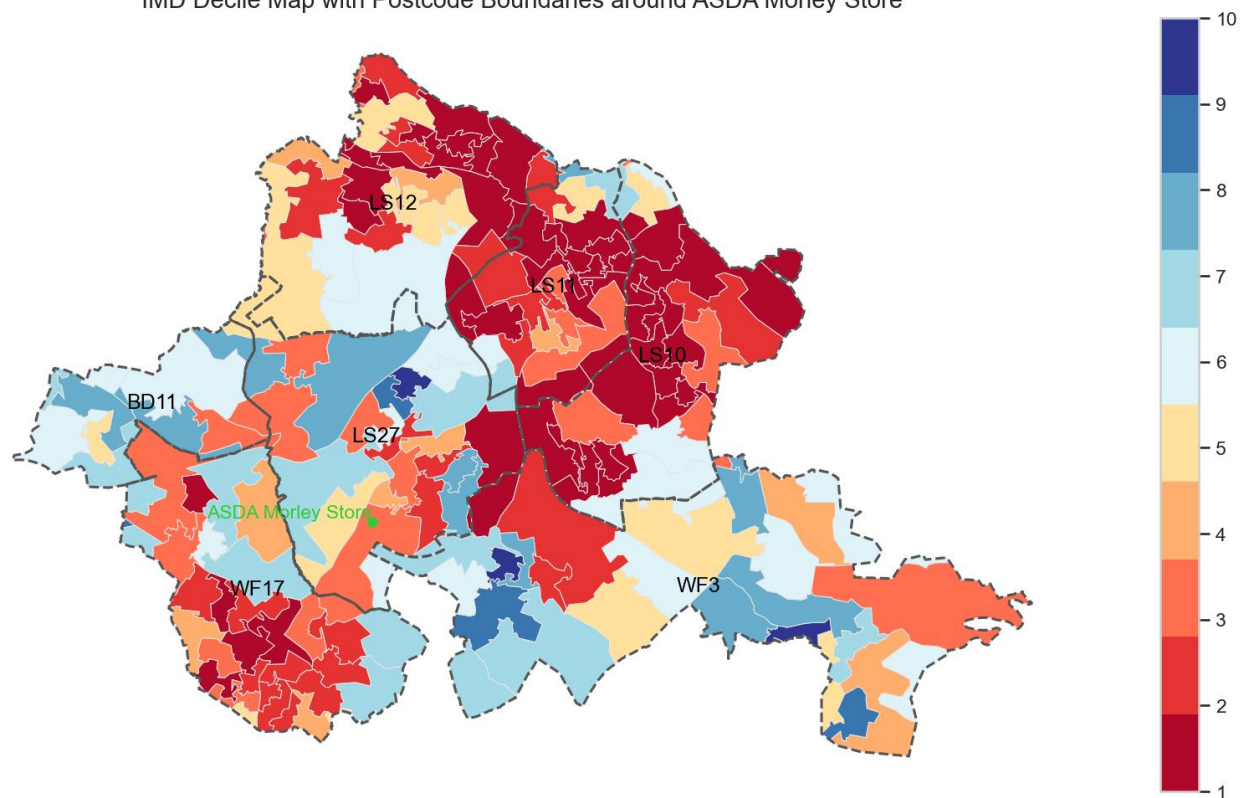 IMD Decile Map with Postcode Boundaries around ASDA Morley Store
10
9
8
7
6
5
4
3
2
1
LS12
LS11
LS10
BD11
LS27
ASDA Morley Store
WF17
WF3